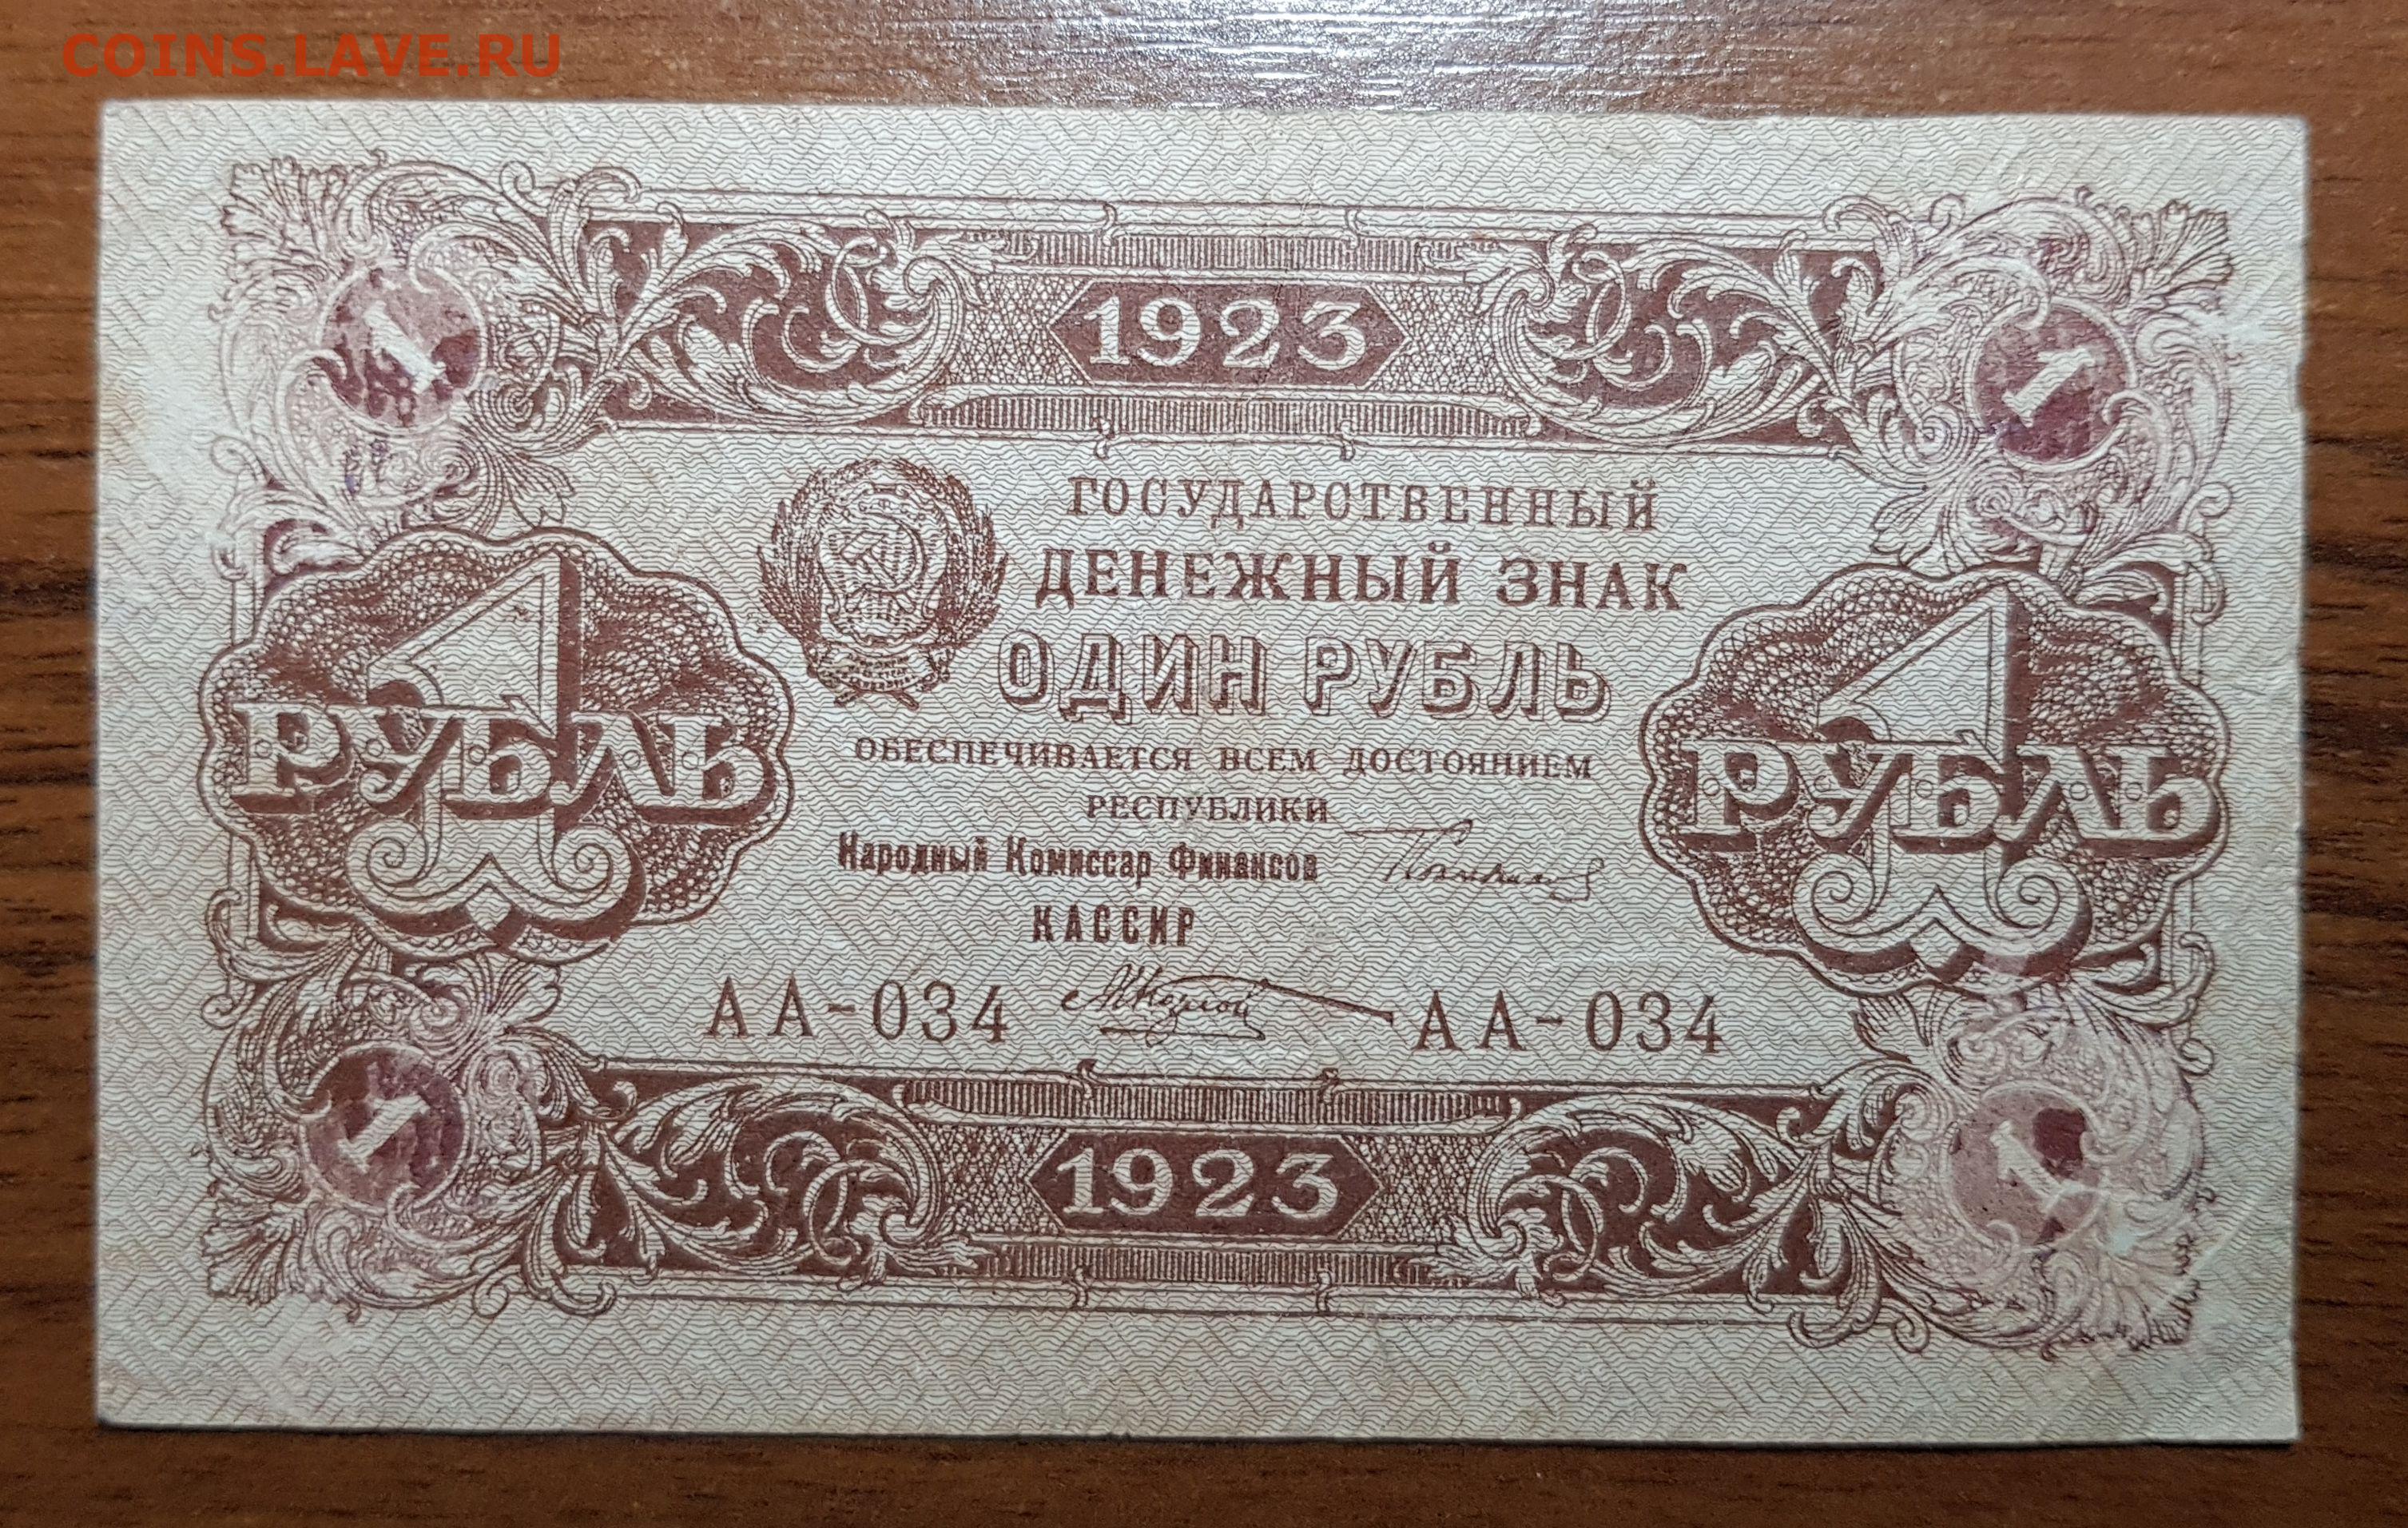 COINS.LAVE.RU
1923
1
1
ГОСУДАРСТВЕННЫЙ
ДЕНЕЖНЫЙ ЗНАК
ОДИН РУБЛЬ
1
РУБЛЬ
1
РУБЛЬ
ОБЕСПЕЧИВАЕТСЯ ВСЕМ ДОСТОЯНИЕМ
РЕСПУБЛИКИ
Народный Комиссар Финансов
КАССИР
АА-034
АА-034
1
1
1923